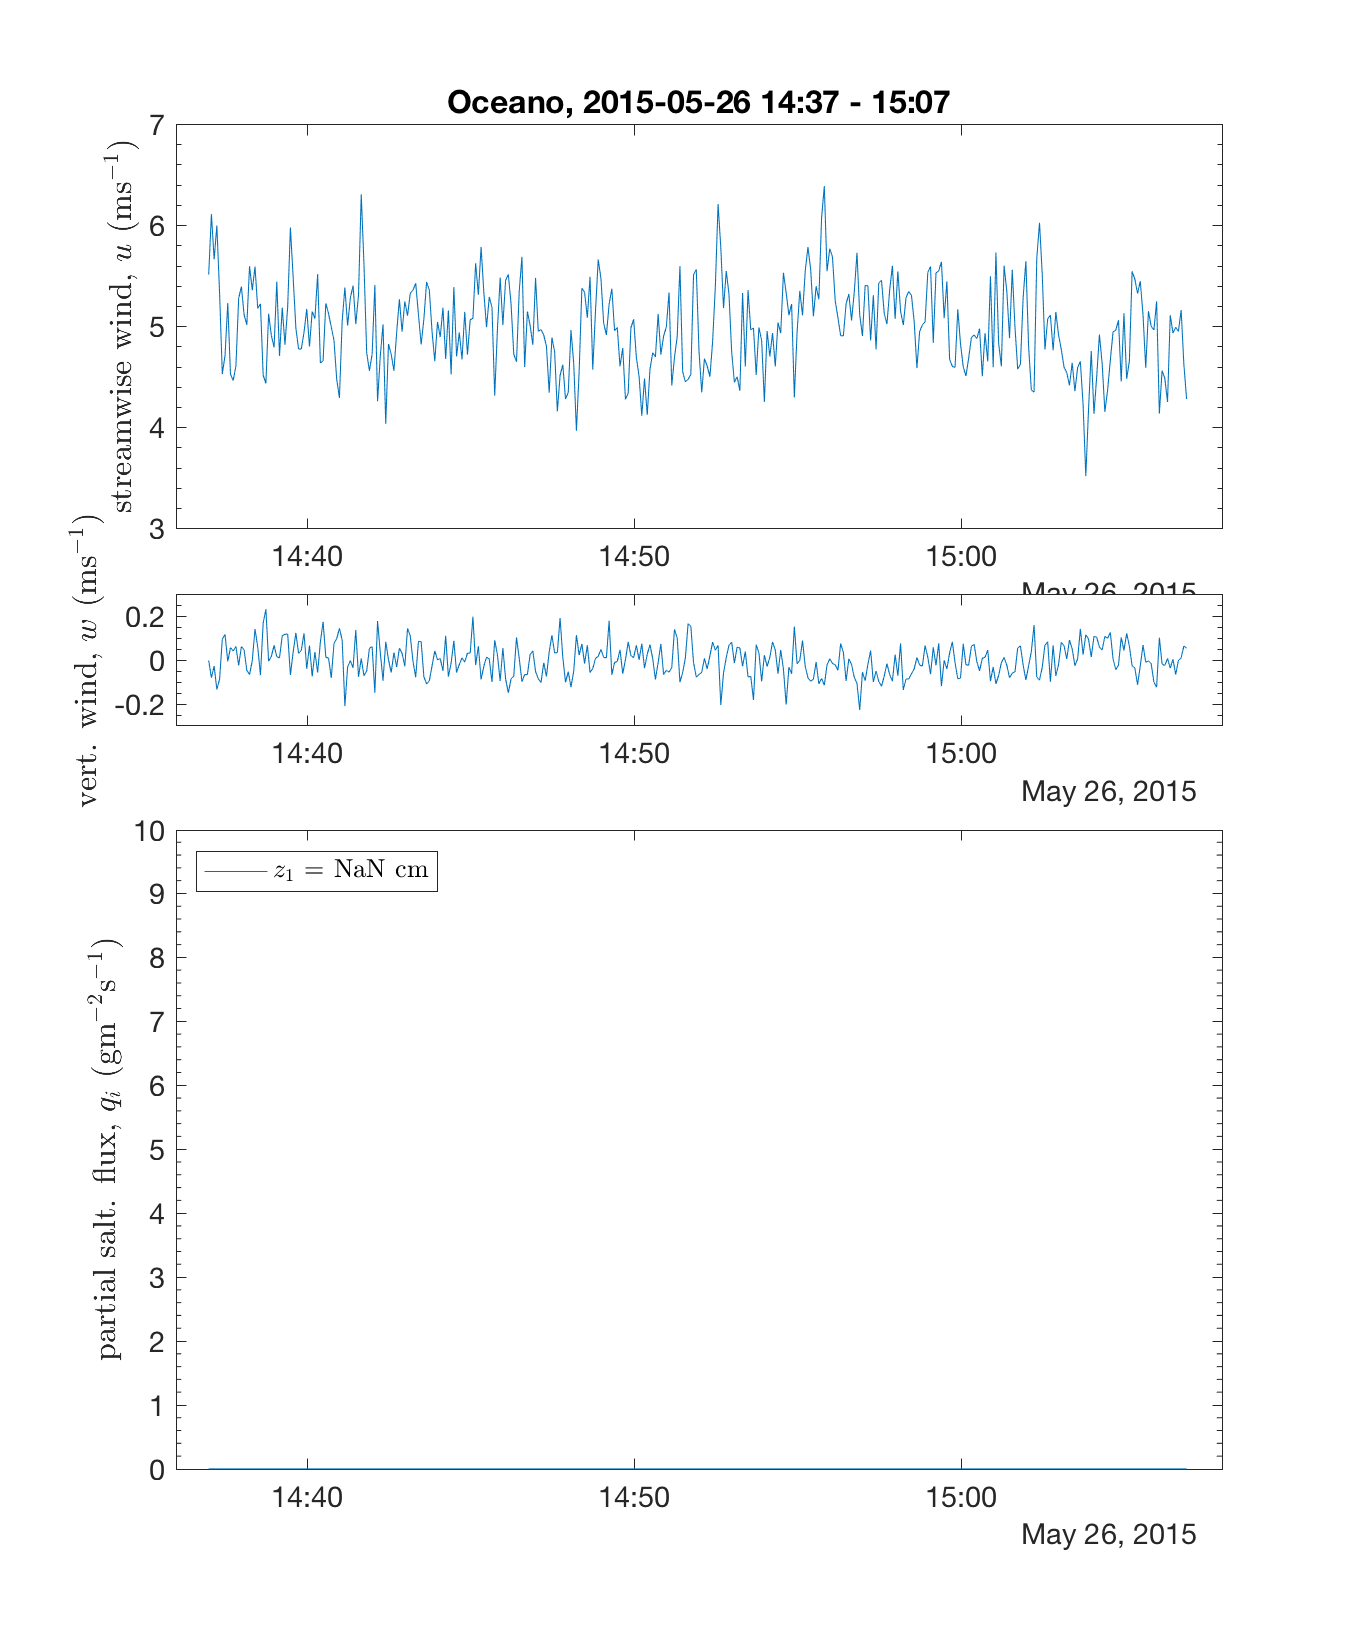 Oceano, 2015-05-26 14:37 - 15:07
streamwise wind, u (ms⁻¹)
7
6
5
4
3
14:40 14:50 15:00
May 26, 2015
vert. wind, w (ms⁻¹)
0.2
0
-0.2
14:40 14:50 15:00
May 26, 2015
partial salt. flux, qᵢ (gm⁻²s⁻¹)
10
9
8
7
6
5
4
3
2
1
0
z₁ = NaN cm
14:40 14:50 15:00
May 26, 2015